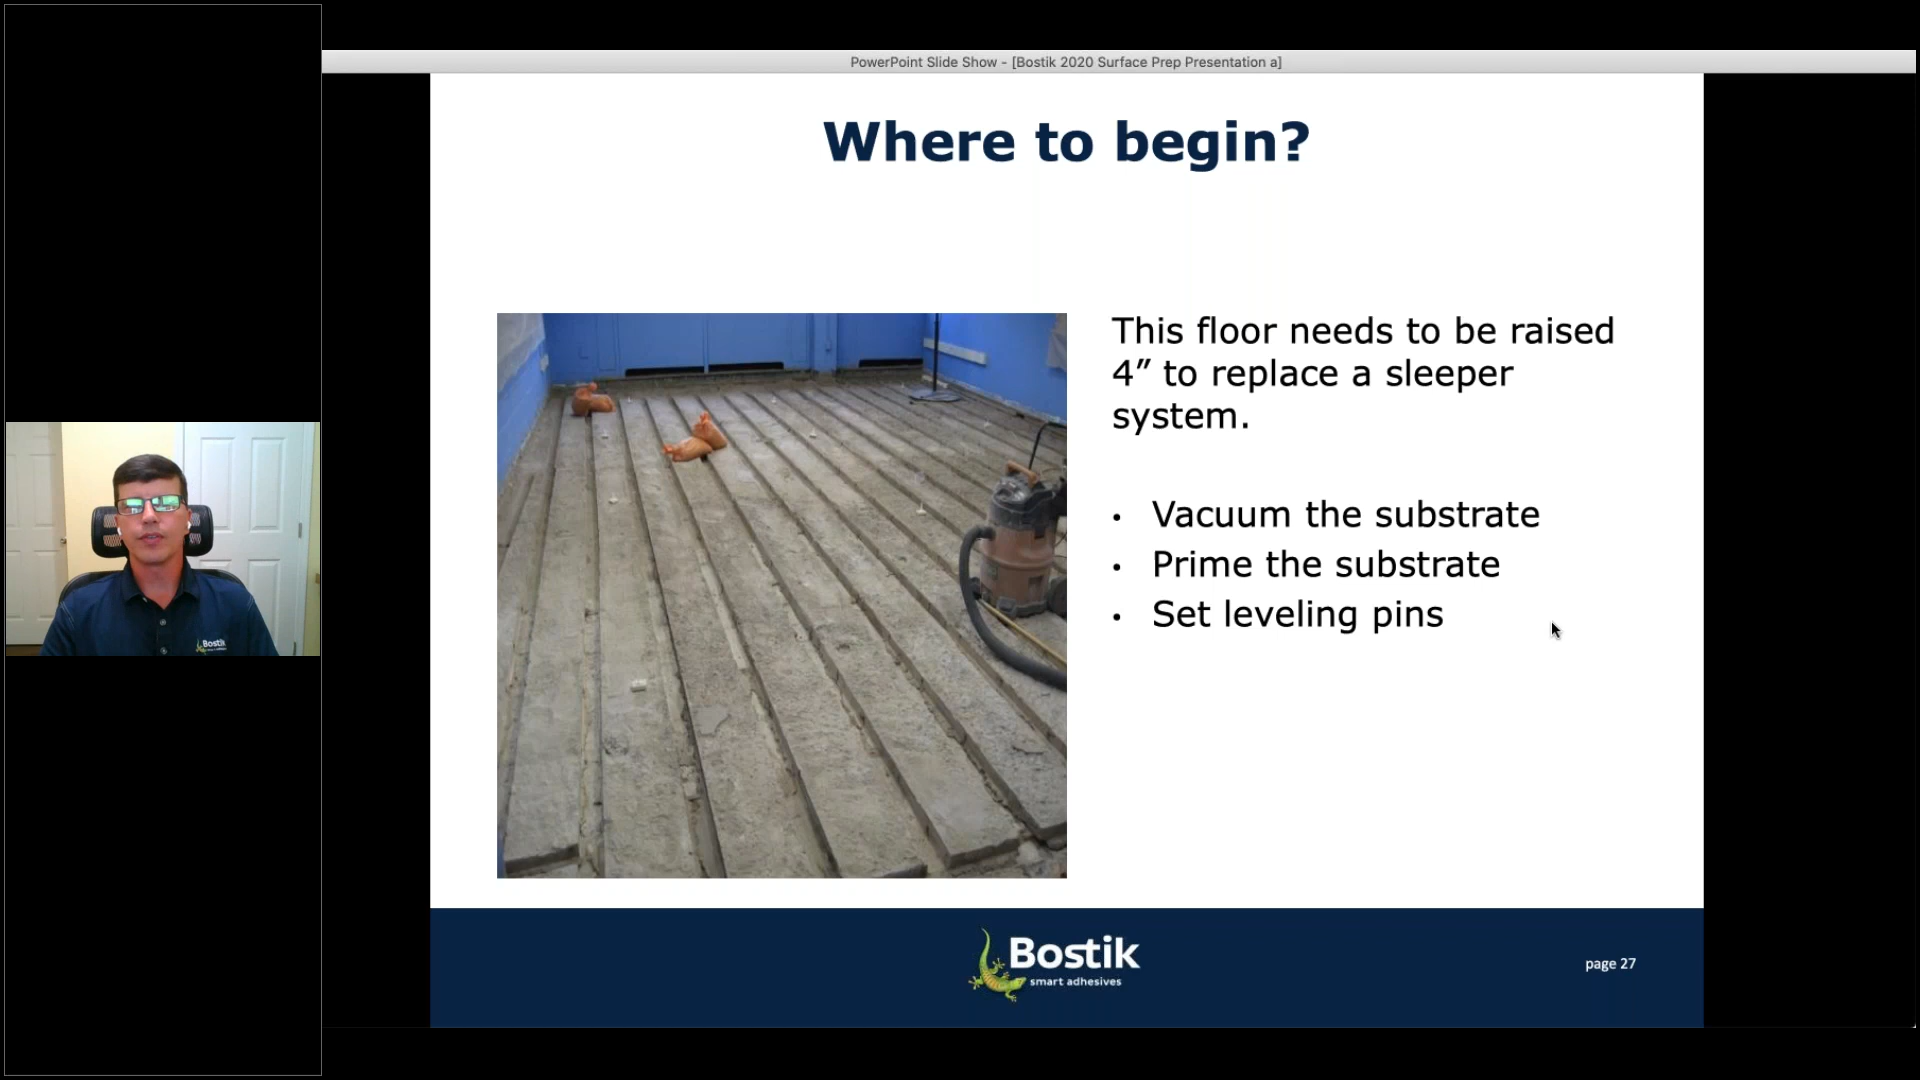 PowerPoint Slide Show - [Bostik 2020 Surface Prep Presentation a]
Where to begin?
This floor needs to be raised
4” to replace a sleeper
system.
• Vacuum the substrate
• Prime the substrate
• Set leveling pins
Bostik
Bostik
smart adhesives
page 27